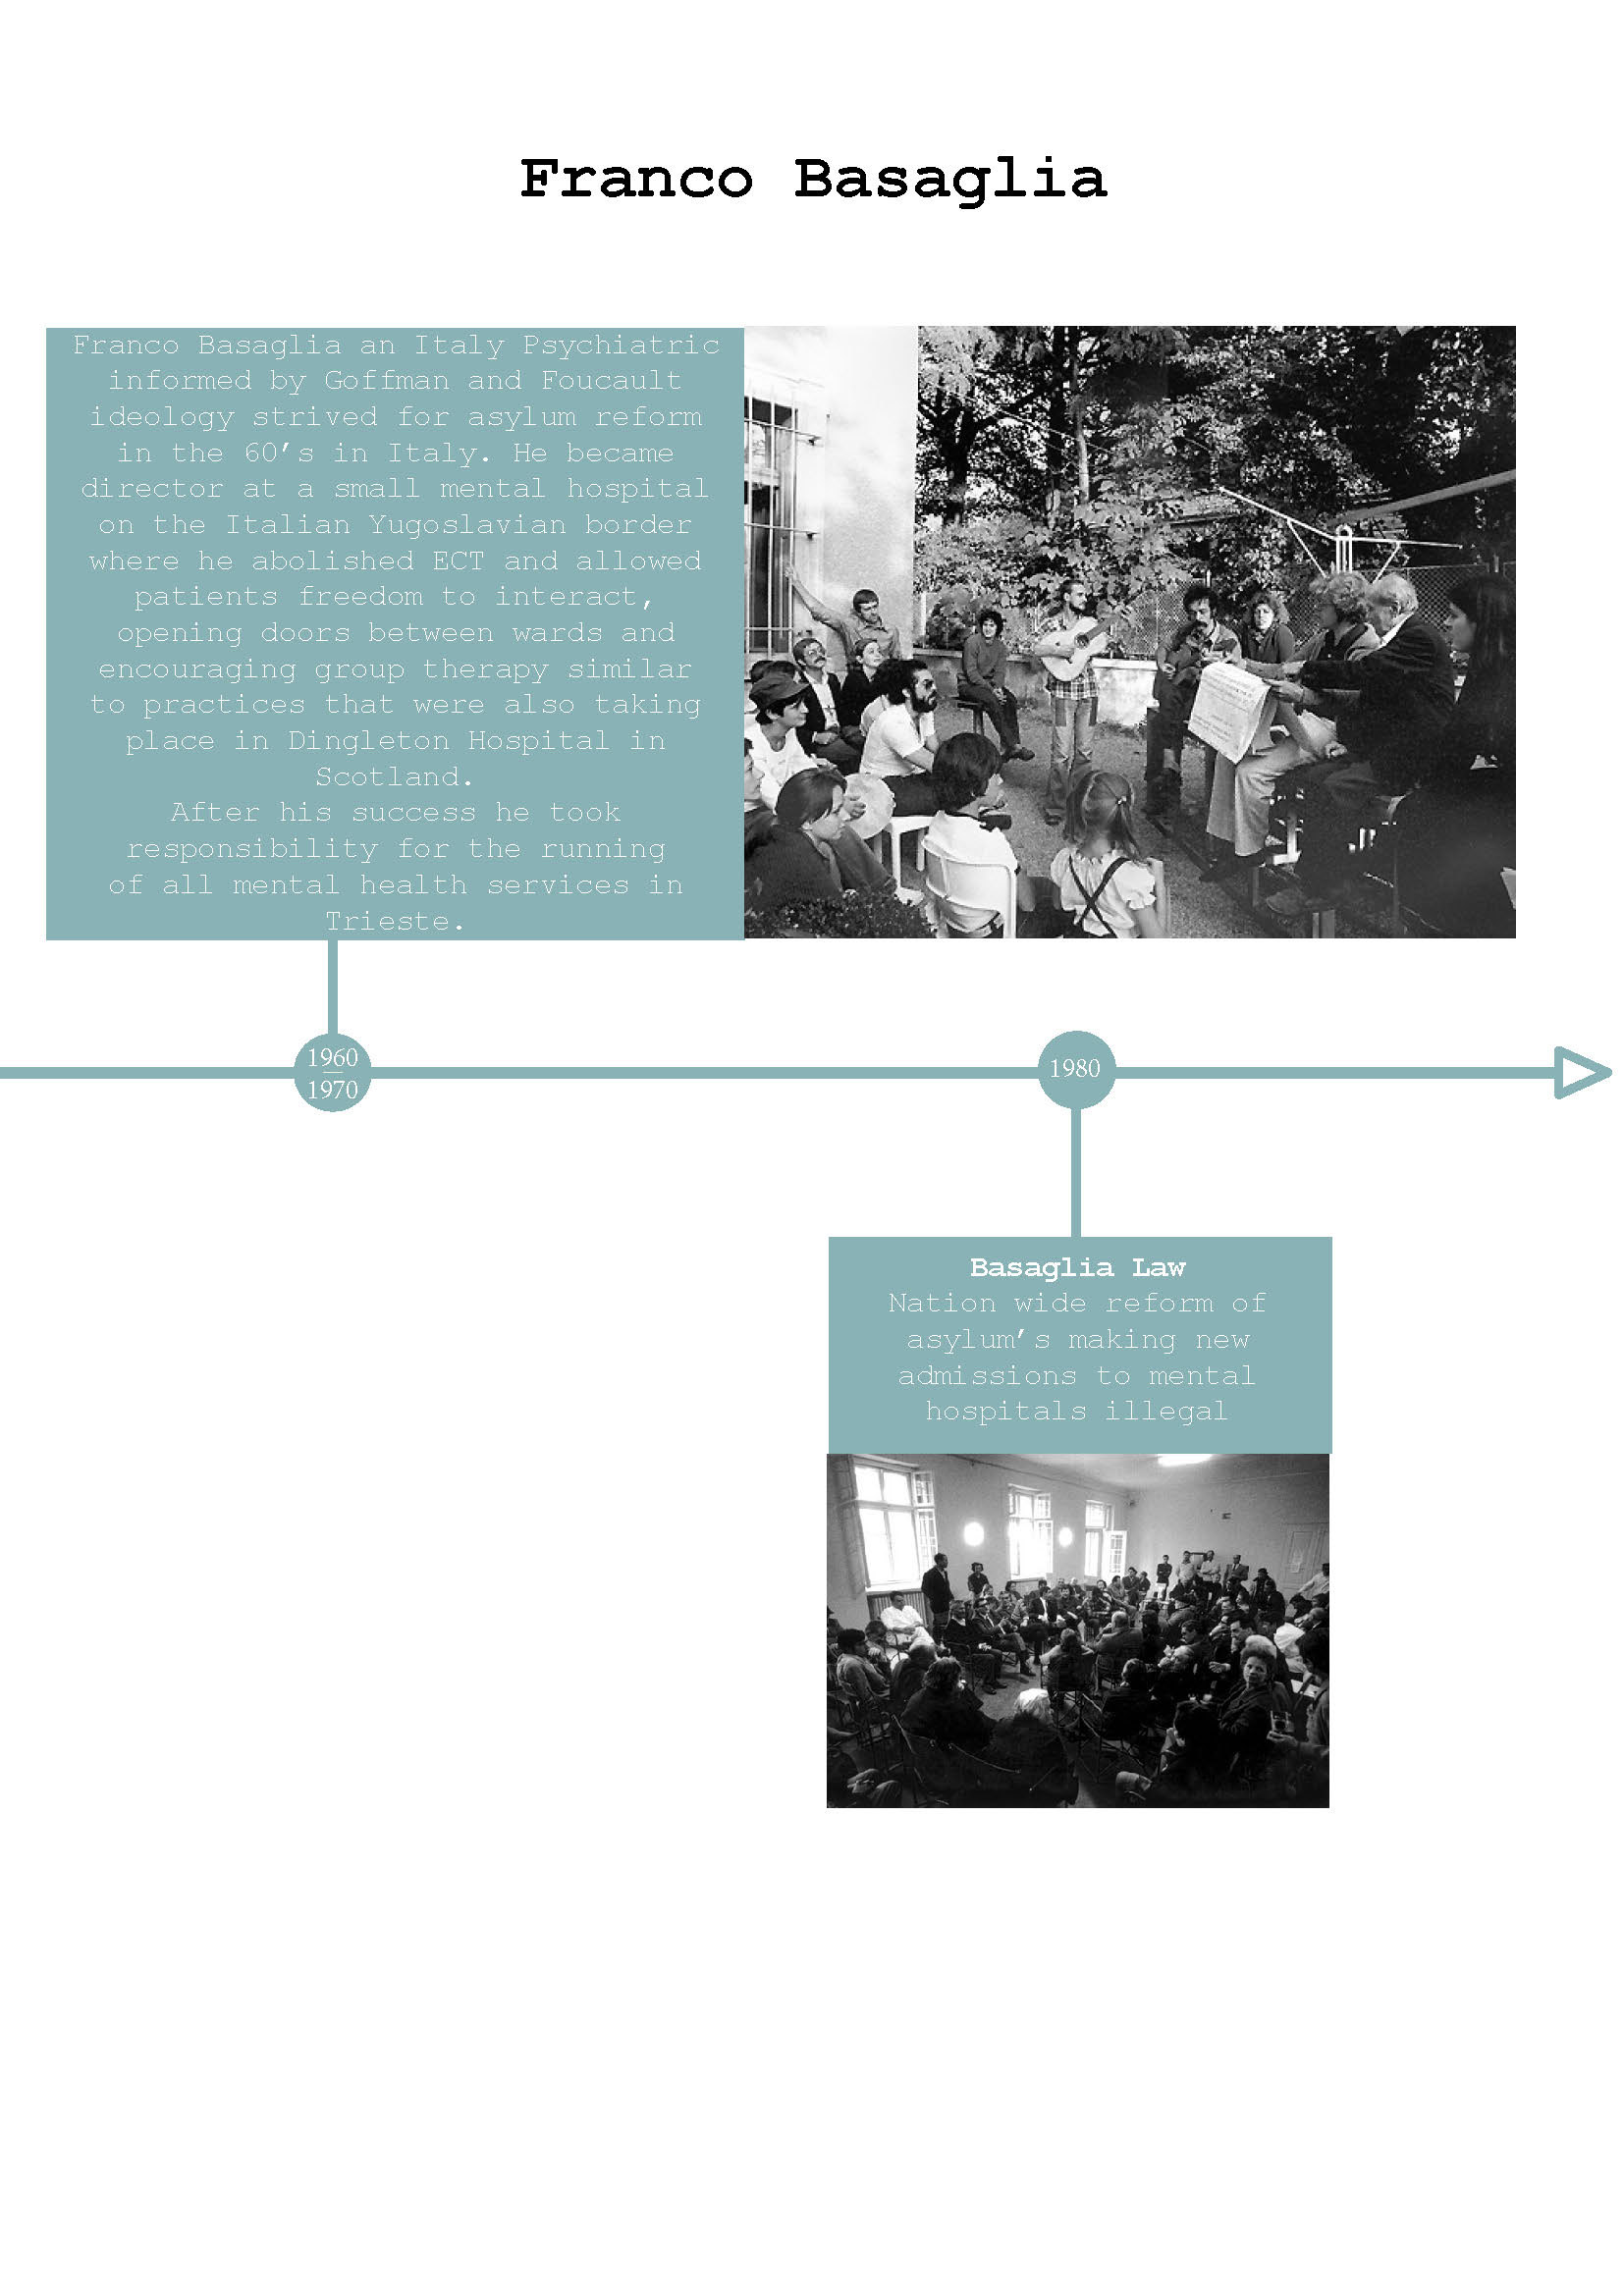 Franco Basaglia
Franco Basaglia an Italy Psychiatric
informed by Goffman and Foucault
ideology strived for asylum reform
in the 60’s in Italy. He became
director at a small mental hospital
on the Italian Yugoslavian border
where he abolished ECT and allowed
patients freedom to interact,
opening doors between wards and
encouraging group therapy similar
to practices that were also taking
place in Dingleton Hospital in
Scotland.
After his success he took
responsibility for the running
of all mental health services in
Trieste.
1960
—
1970
1980
Basaglia Law
Nation wide reform of
asylum’s making new
admissions to mental
hospitals illegal